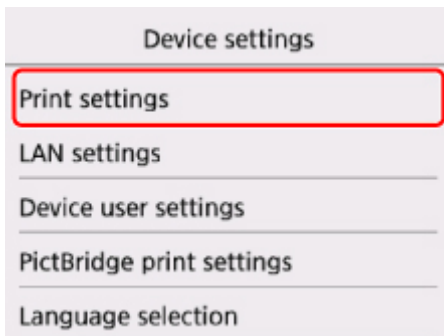 Device settings
Print settings
LAN settings
Device user settings
PictBridge print settings
Language selection